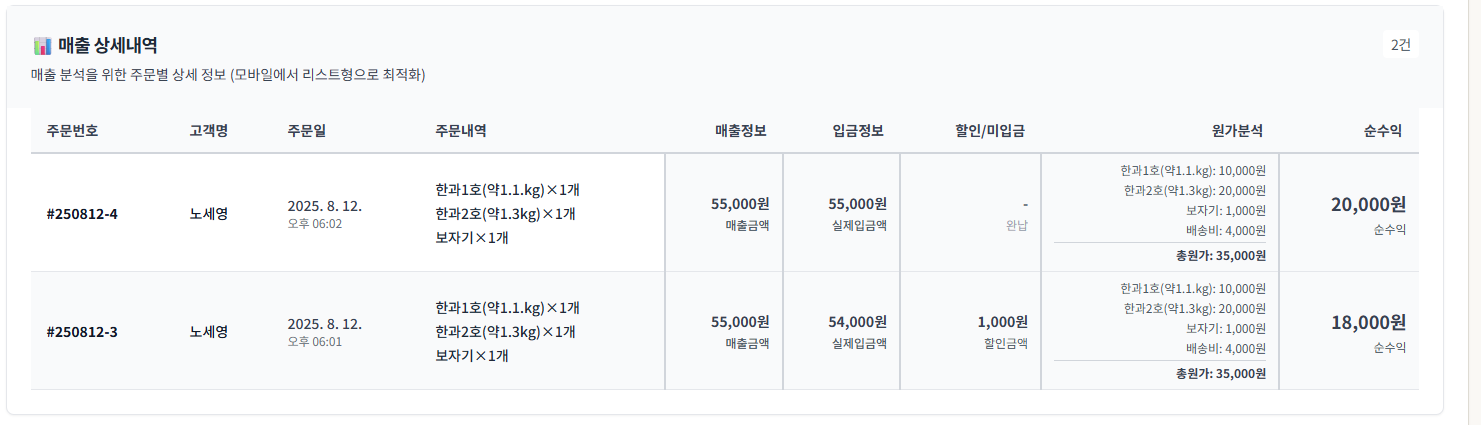 📊 매출 상세내역
2건
매출 분석을 위한 주문별 상세 정보 (모바일에서 리스트형으로 최적화)
주문번호 고객명 주문일 주문내역 매출정보 입금정보 할인/미입금 원가분석 순수익
#250812-4
노세영
2025. 8. 12.
오후 06:02
한과1호(약1.1.kg)×1개
한과2호(약1.3kg)×1개
보자기×1개
55,000원
매출금액
55,000원
실제입금액
-
완납
한과1호(약1.1.kg): 10,000원
한과2호(약1.3kg): 20,000원
보자기: 1,000원
배송비: 4,000원
총원가: 35,000원
20,000원
순수익
#250812-3
노세영
2025. 8. 12.
오후 06:01
한과1호(약1.1.kg)×1개
한과2호(약1.3kg)×1개
보자기×1개
55,000원
매출금액
54,000원
실제입금액
1,000원
할인금액
한과1호(약1.1.kg): 10,000원
한과2호(약1.3kg): 20,000원
보자기: 1,000원
배송비: 4,000원
총원가: 35,000원
18,000원
순수익